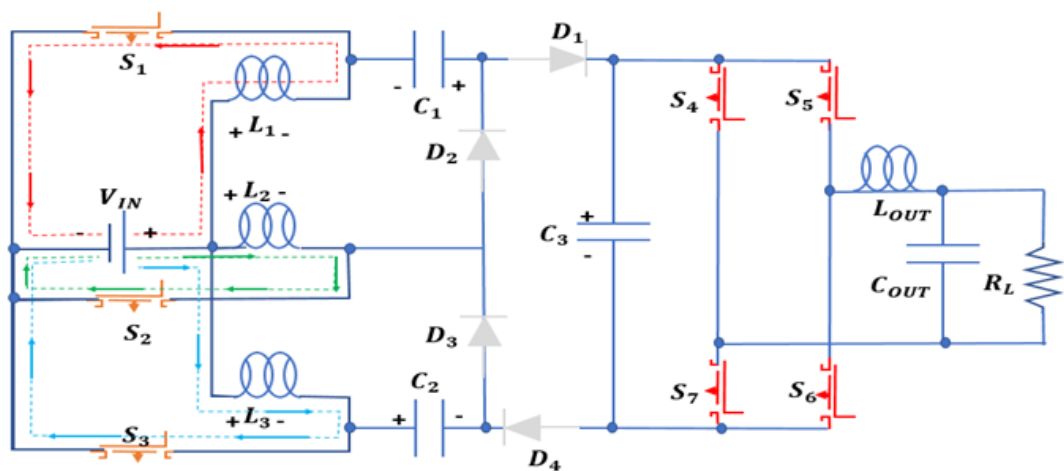 S1
D1
C1
- +
S4
S5
+ L1 -
D2
VIN
- +
+ L2 -
LOUT
C3
+
-
COUT
RL
S2
D3
S7
S6
C2
+ -
+ L3 -
S3
D4